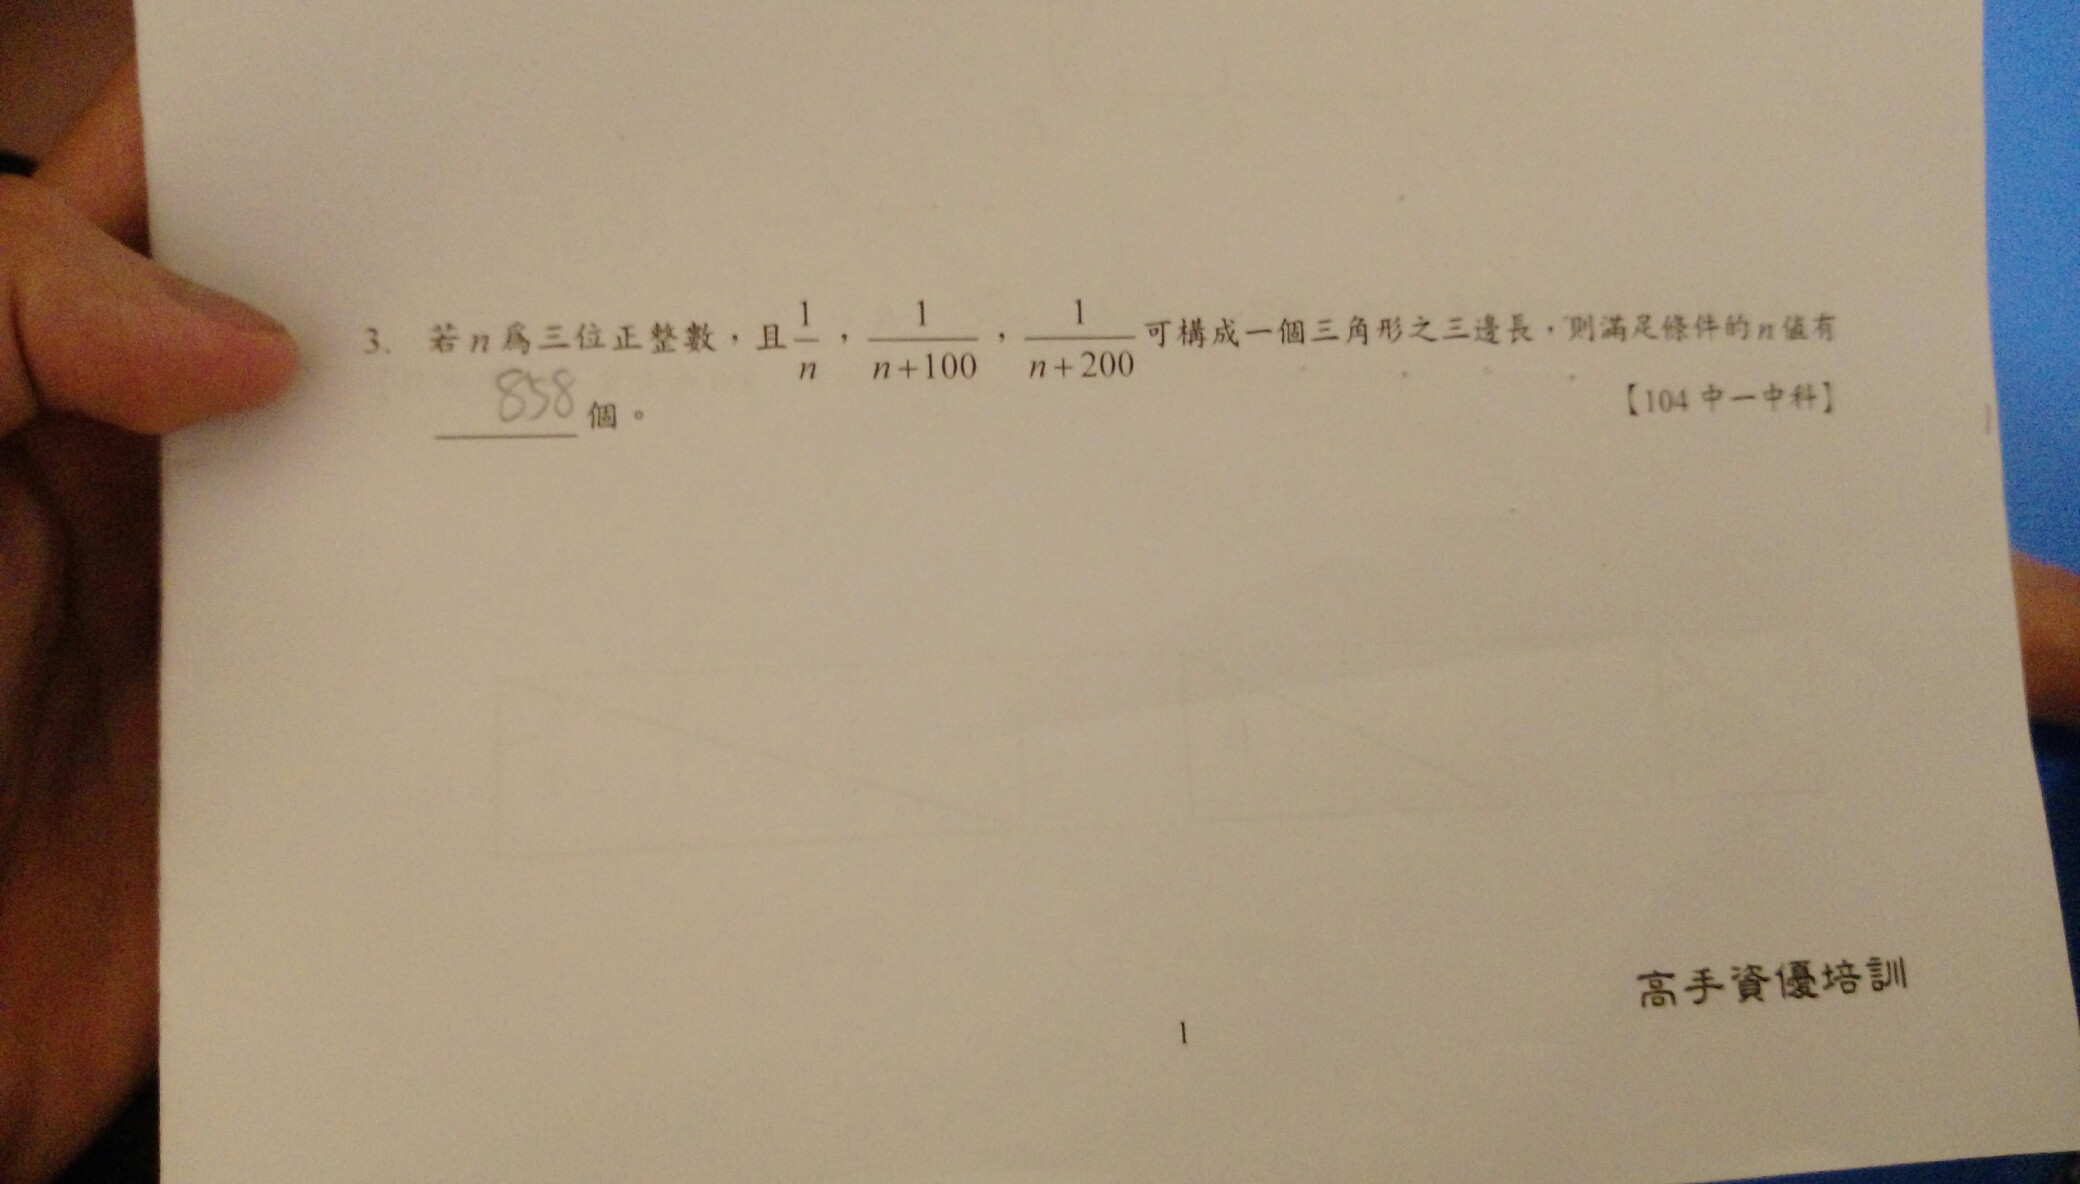 3. 若 n 為三位正整數，且 1/n ， 1/(n+100) ， 1/(n+200) 可構成一個三角形之三邊長，則滿足條件的 n 值有
858 個。
【104 中一中科】
高手資優培訓
1